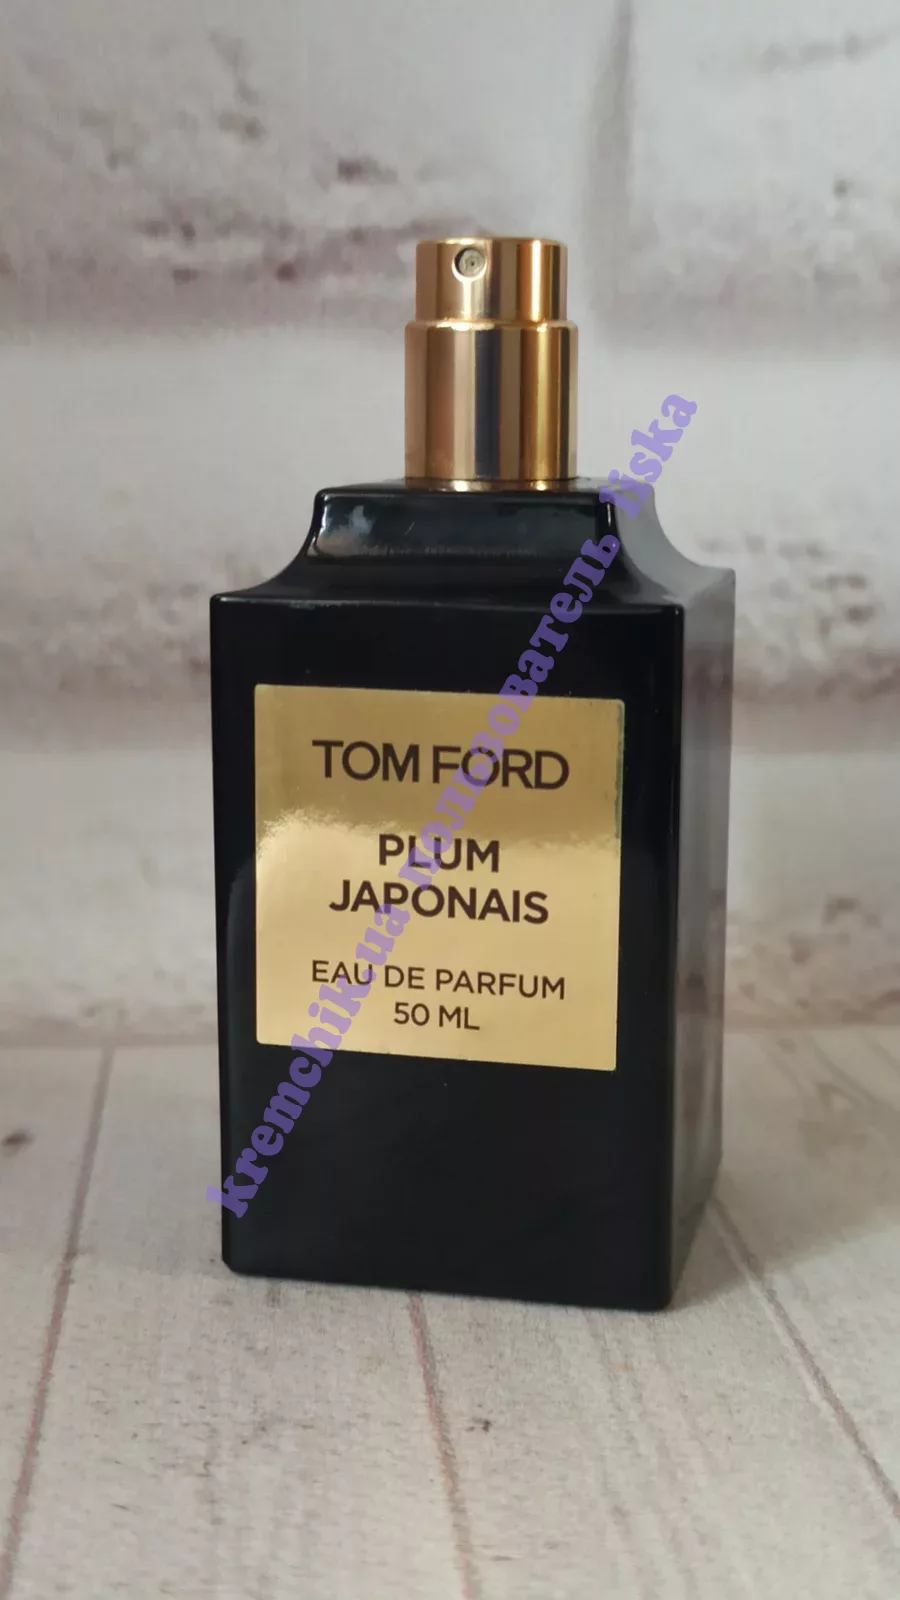 TOM FORD
PLUM
JAPONAIS
EAU DE PARFUM
50 ML
kremchik.ua пользователь liska